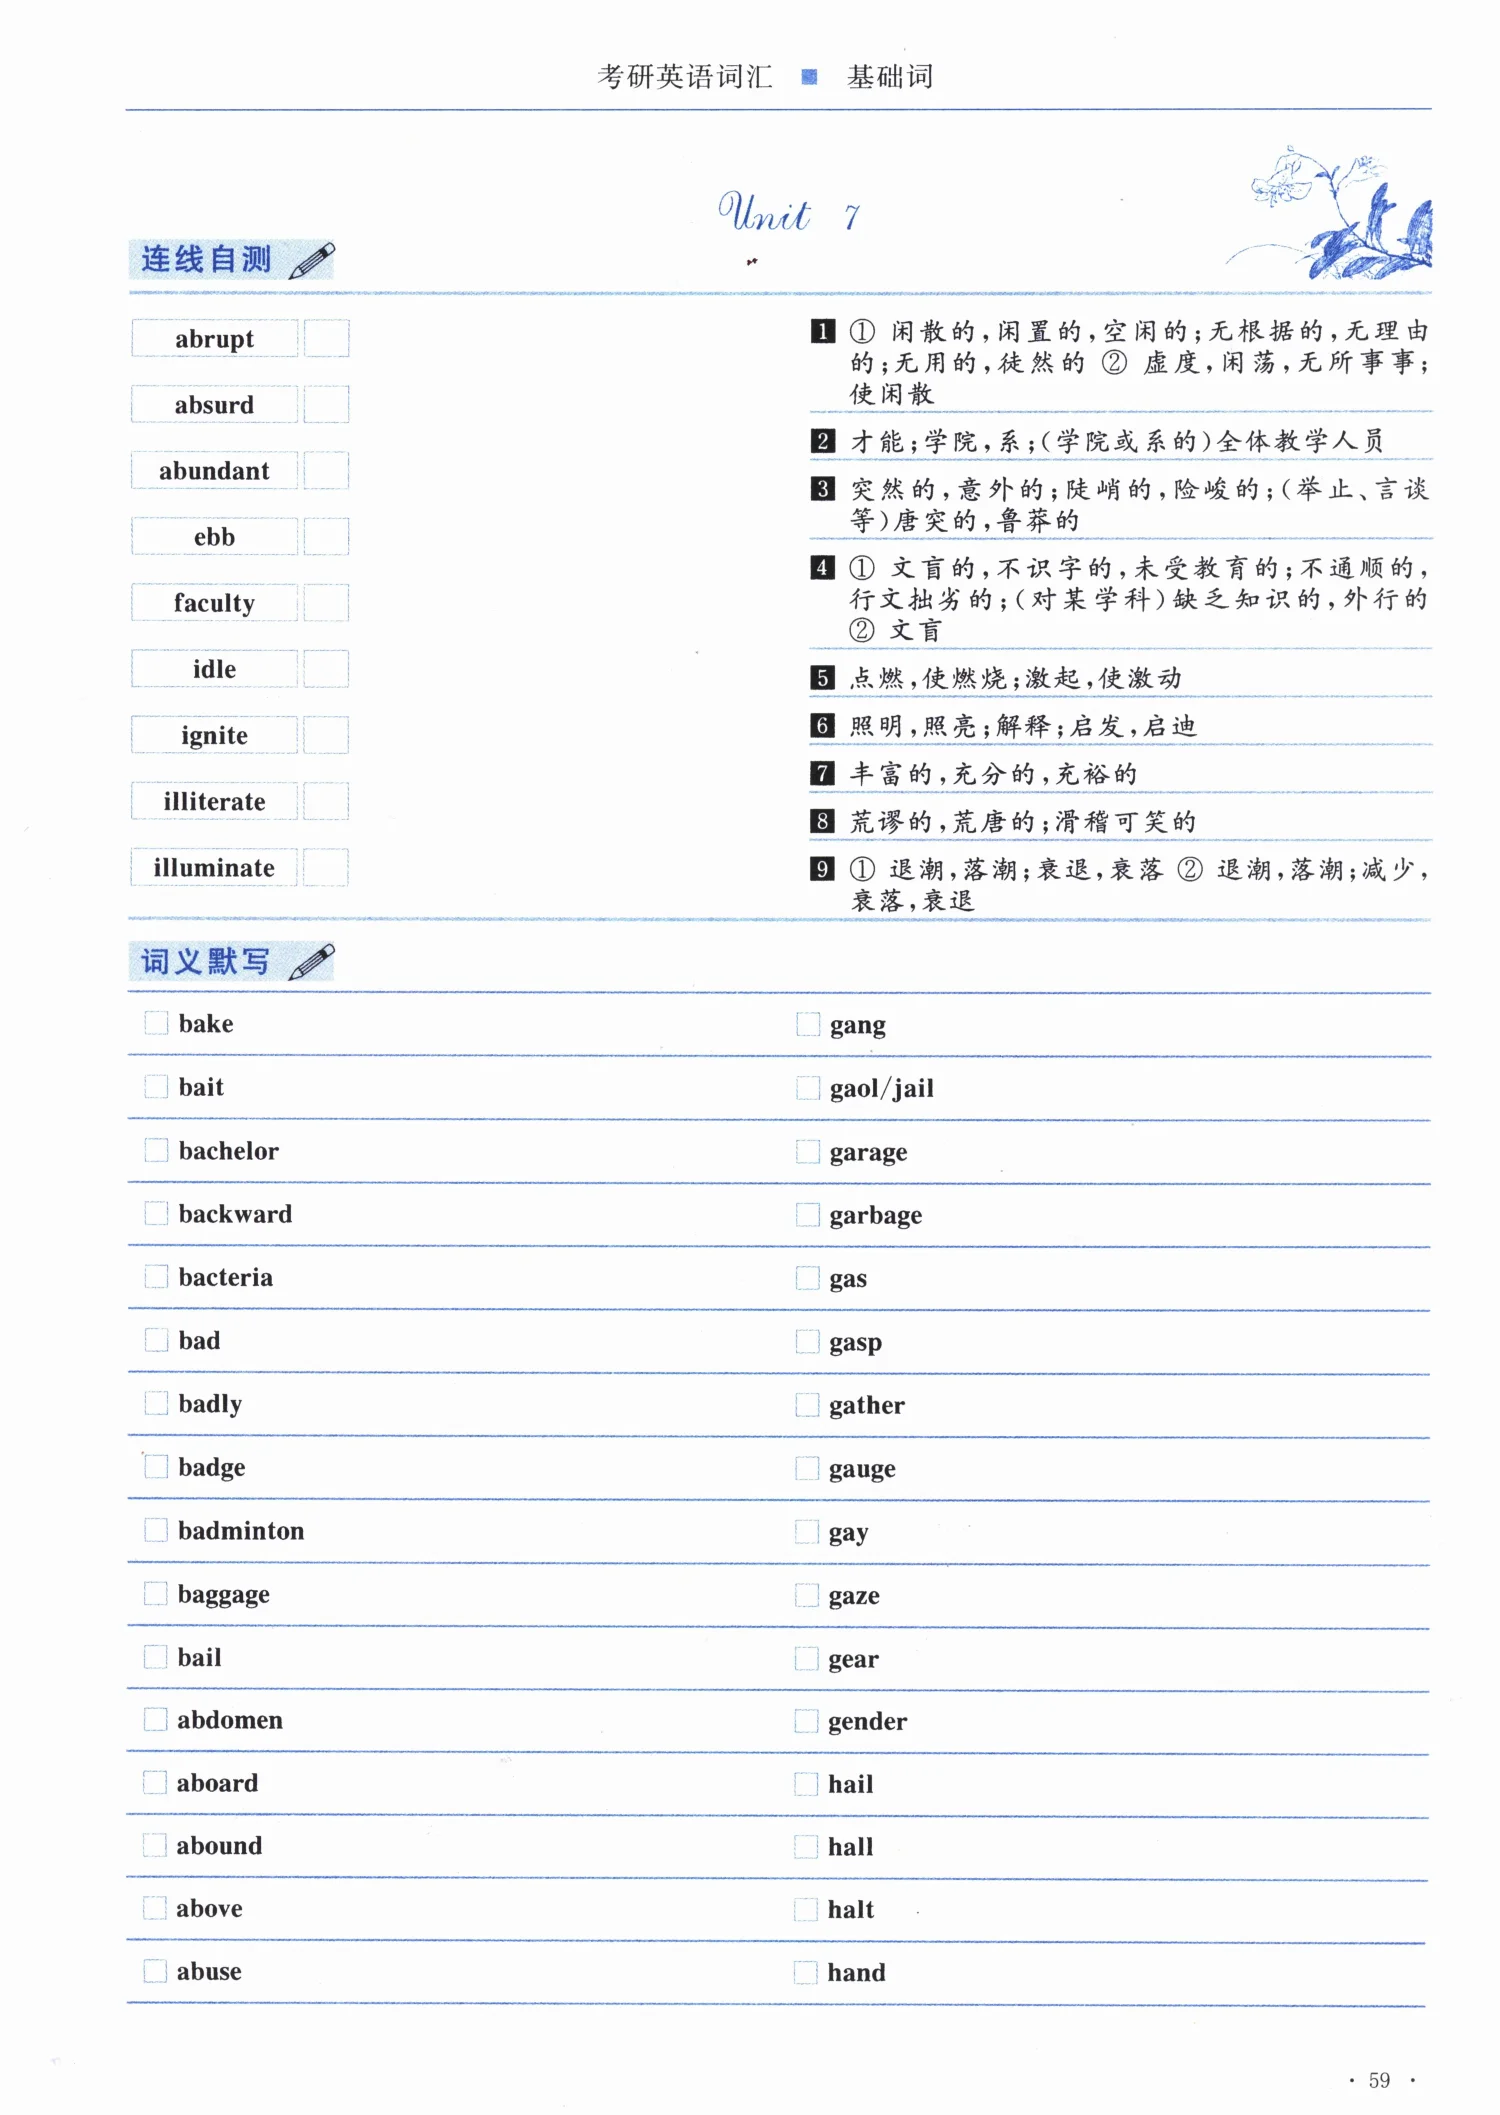 考研英语词汇 ■ 基础词
Unit 7
连线自测
abrupt
absurd
abundant
ebb
faculty
idle
ignite
illiterate
illuminate
1 ① 闲散的,闲置的,空闲的;无根据的,无理由
的;无用的,徒然的 ② 虚度,闲荡,无所事事;
使闲散
2 才能;学院,系;(学院或系的)全体教学人员
3 突然的,意外的;陡峭的,险峻的;(举止、言谈
等)唐突的,鲁莽的
4 ① 文盲的,不识字的,未受教育的;不通顺的,
行文拙劣的;(对某学科)缺乏知识的,外行的
② 文盲
5 点燃,使燃烧;激起,使激动
6 照明,照亮;解释;启发,启迪
7 丰富的,充分的,充裕的
8 荒谬的,荒唐的;滑稽可笑的
9 ① 退潮,落潮;衰退,衰落 ② 退潮,落潮;减少,
衰落,衰退
词义默写
bake
bait
bachelor
backward
bacteria
bad
badly
badge
badminton
baggage
bail
abdomen
aboard
abound
above
abuse
gang
gaol/jail
garage
garbage
gas
gasp
gather
gauge
gay
gaze
gear
gender
hail
hall
halt
hand
· 59 ·